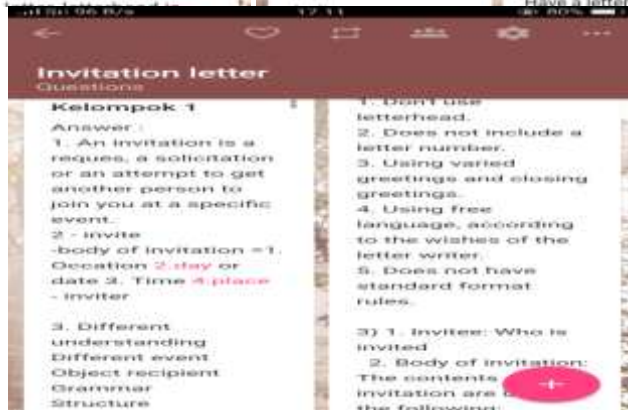 Have a letter
17.11
80%
Invitation letter
Questions
Kelompok 1
Answer :
1. An invitation is a
reques, a solicitation
or an attempt to get
another person to
join you at a specific
event.
2 - invite
-body of invitation =1.
Occation 2.day or
date 3. Time 4.place
- inviter
3. Different
understanding
Different event
Object recipient
Grammar
Structure
1. Don't use
letterhead.
2. Does not include a
letter number.
3. Using varied
greetings and closing
greetings.
4. Using free
language, according
to the wishes of the
letter writer.
5. Does not have
standard format
rules.
3) 1. Invitee: Who is
invited
2. Body of invitation:
The contents
invitation are
the following: